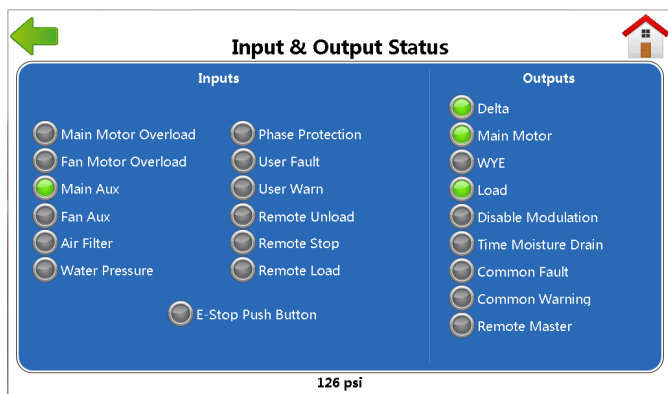 Input & Output Status
Inputs
Main Motor Overload
Fan Motor Overload
Main Aux
Fan Aux
Air Filter
Water Pressure
Phase Protection
User Fault
User Warn
Remote Unload
Remote Stop
Remote Load
E-Stop Push Button
Outputs
Delta
Main Motor
WYE
Load
Disable Modulation
Time Moisture Drain
Common Fault
Common Warning
Remote Master
126 psi